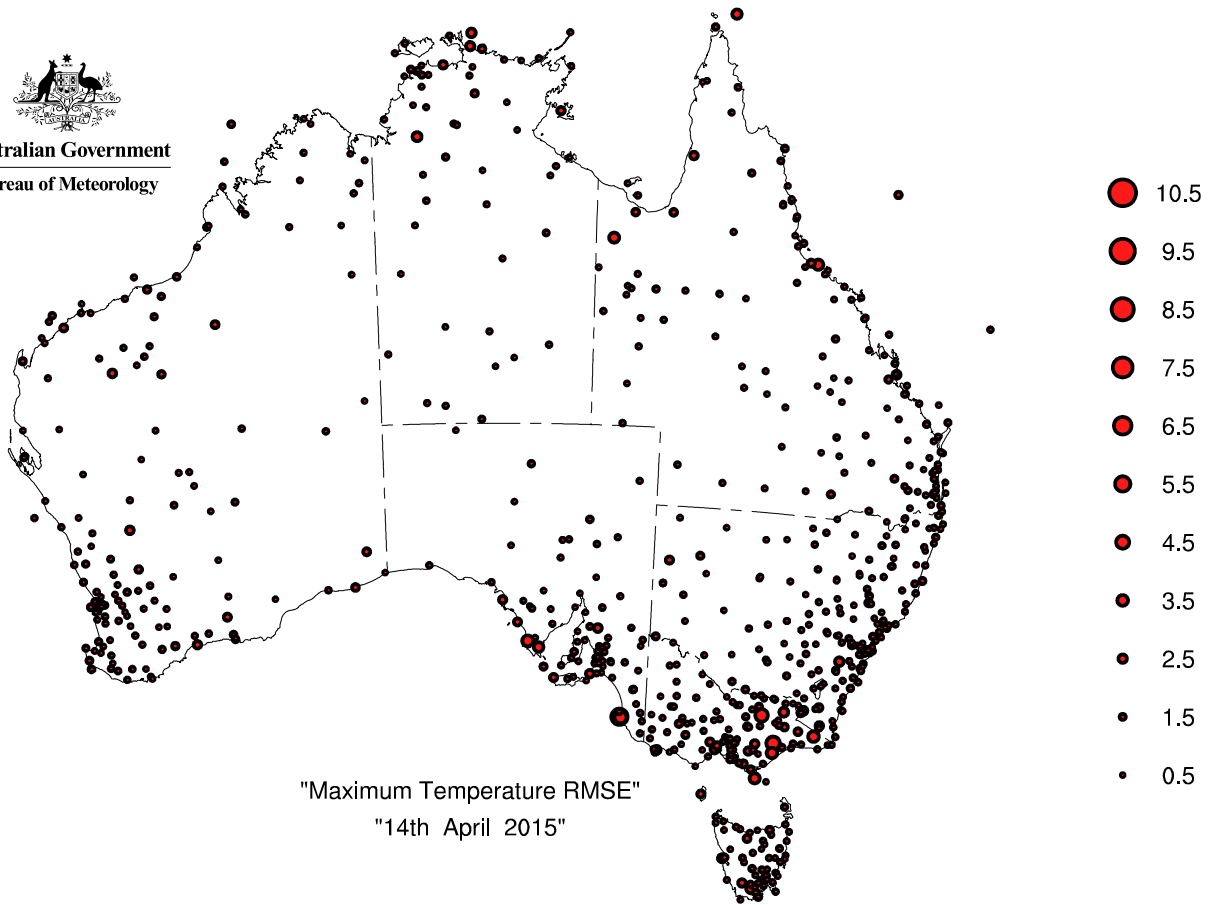 AUSTRALIA
tralian Government
reau of Meteorology
10.5
9.5
8.5
7.5
6.5
5.5
4.5
3.5
2.5
1.5
0.5
"Maximum Temperature RMSE"
"14th April 2015"